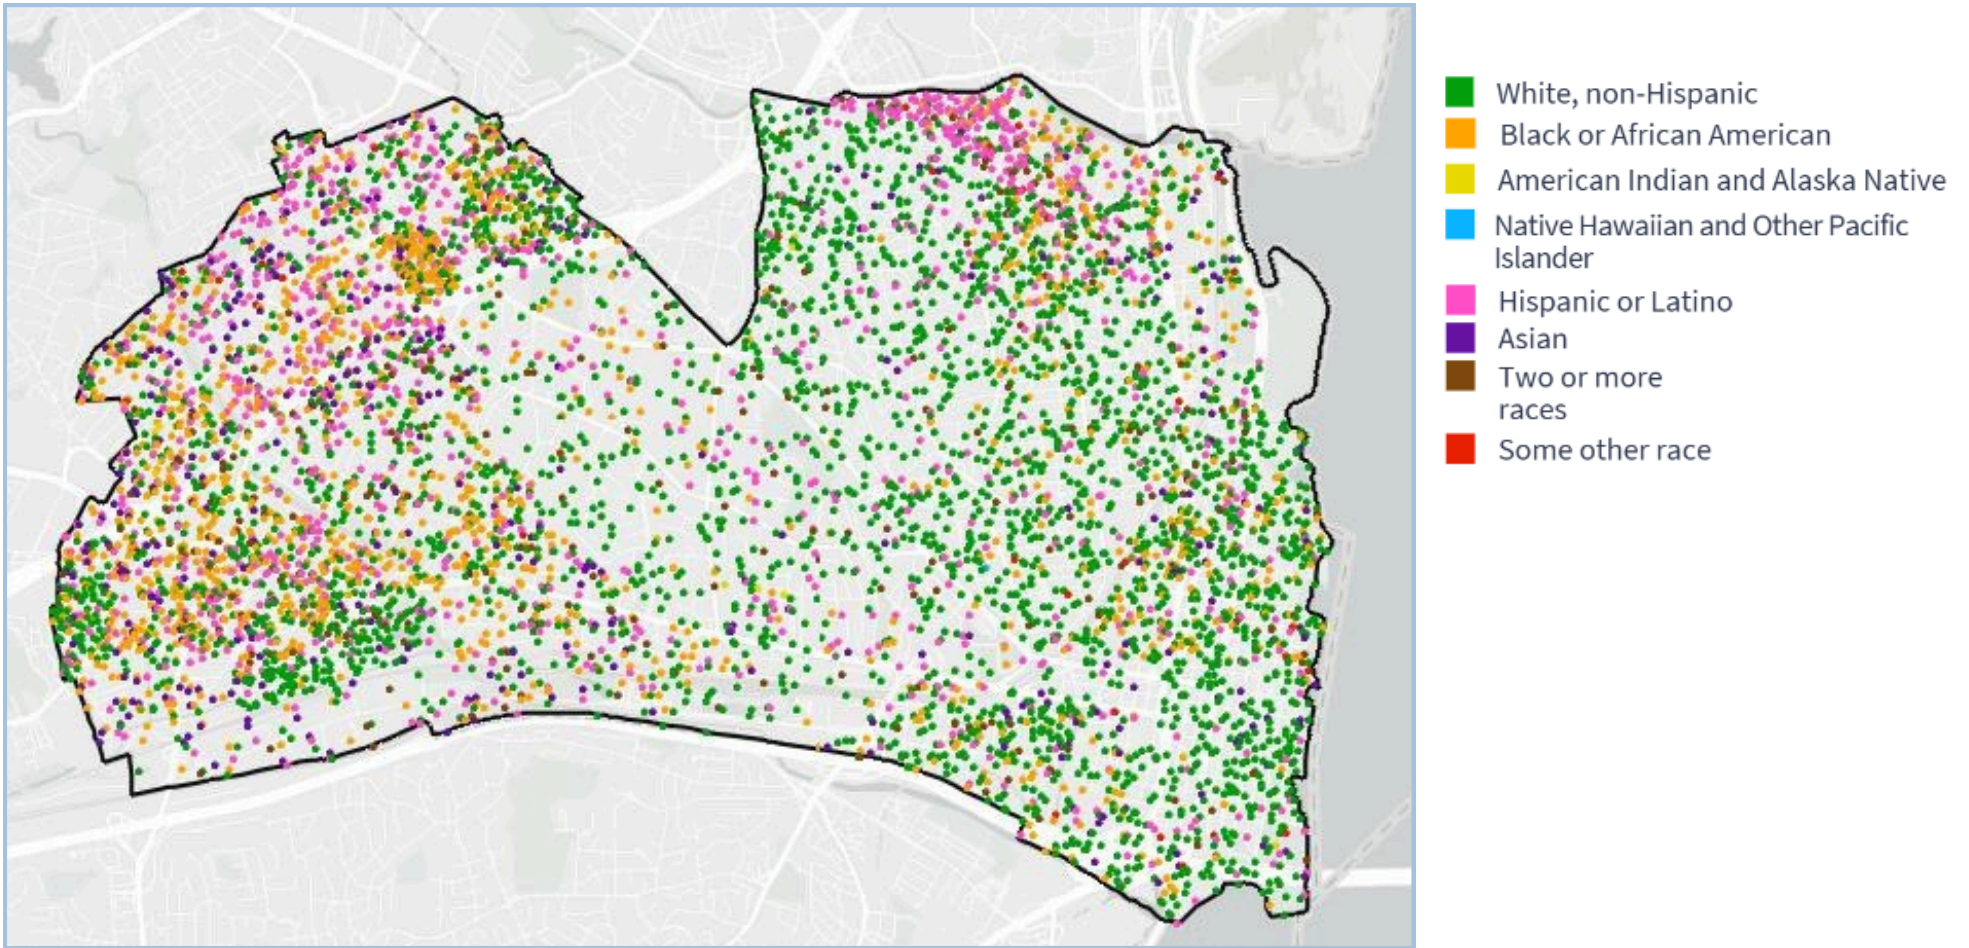 White, non-Hispanic
Black or African American
American Indian and Alaska Native
Native Hawaiian and Other Pacific
Islander
Hispanic or Latino
Asian
Two or more
races
Some other race